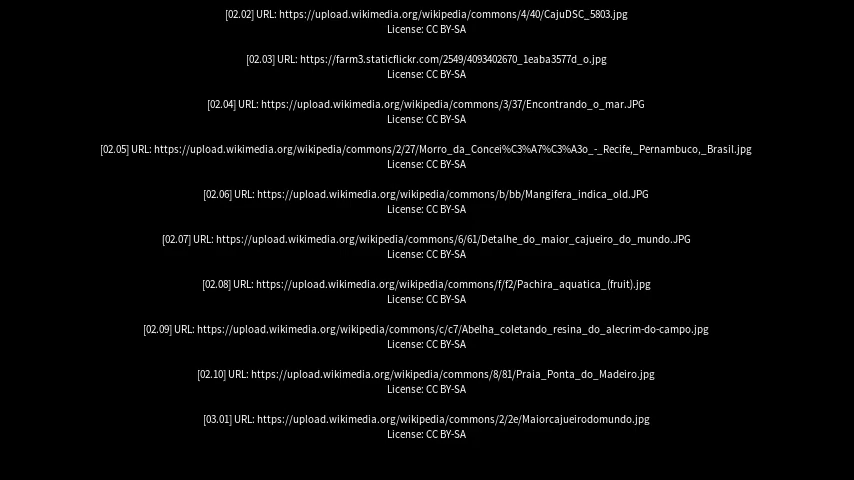 [02.02] URL: https://upload.wikimedia.org/wikipedia/commons/4/40/CajuDSC_5803.jpg
License: CC BY-SA
[02.03] URL: https://farm3.staticflickr.com/2549/4093402670_1eaba3577d_o.jpg
License: CC BY-SA
[02.04] URL: https://upload.wikimedia.org/wikipedia/commons/3/37/Encontrando_o_mar.JPG
License: CC BY-SA
[02.05] URL: https://upload.wikimedia.org/wikipedia/commons/2/27/Morro_da_Concei%C3%A7%C3%A3o_-_Recife,_Pernambuco,_Brasil.jpg
License: CC BY-SA
[02.06] URL: https://upload.wikimedia.org/wikipedia/commons/b/bb/Mangifera_indica_old.JPG
License: CC BY-SA
[02.07] URL: https://upload.wikimedia.org/wikipedia/commons/6/61/Detalhe_do_maior_cajueiro_do_mundo.JPG
License: CC BY-SA
[02.08] URL: https://upload.wikimedia.org/wikipedia/commons/f/f2/Pachira_aquatica_(fruit).jpg
License: CC BY-SA
[02.09] URL: https://upload.wikimedia.org/wikipedia/commons/c/c7/Abelha_coletando_resina_do_alecrim-do-campo.jpg
License: CC BY-SA
[02.10] URL: https://upload.wikimedia.org/wikipedia/commons/8/81/Praia_Ponta_do_Madeiro.jpg
License: CC BY-SA
[03.01] URL: https://upload.wikimedia.org/wikipedia/commons/2/2e/Maiorcajueirodomundo.jpg
License: CC BY-SA